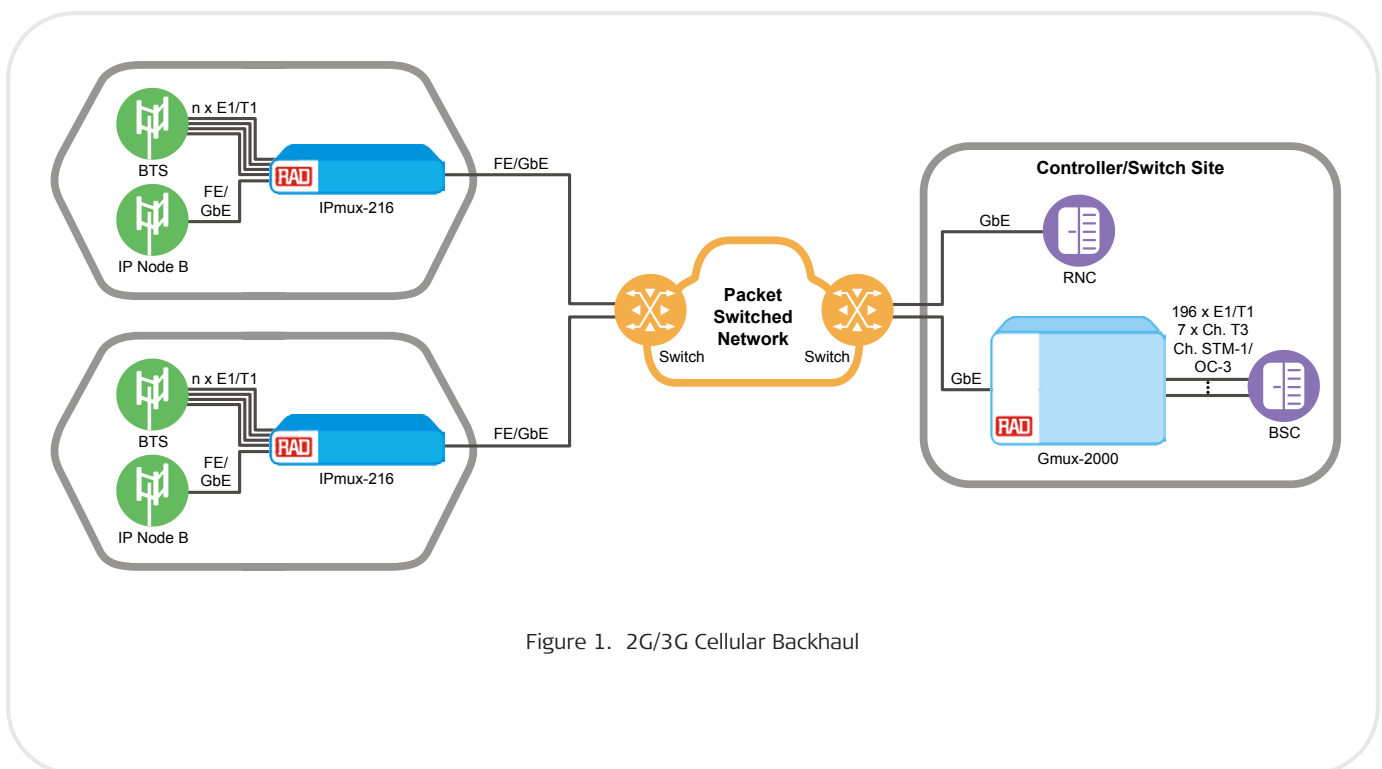 n x E1/T1
BTS
FE/
GbE
IP Node B
RAD
IPmux-216
FE/GbE
n x E1/T1
BTS
FE/
GbE
IP Node B
RAD
IPmux-216
FE/GbE
Packet
Switched
Network
Switch
Switch
Controller/Switch Site
GbE
RNC
GbE
RAD
Gmux-2000
196 x E1/T1
7 x Ch. T3
Ch. STM-1/
OC-3
BSC
Figure 1. 2G/3G Cellular Backhaul